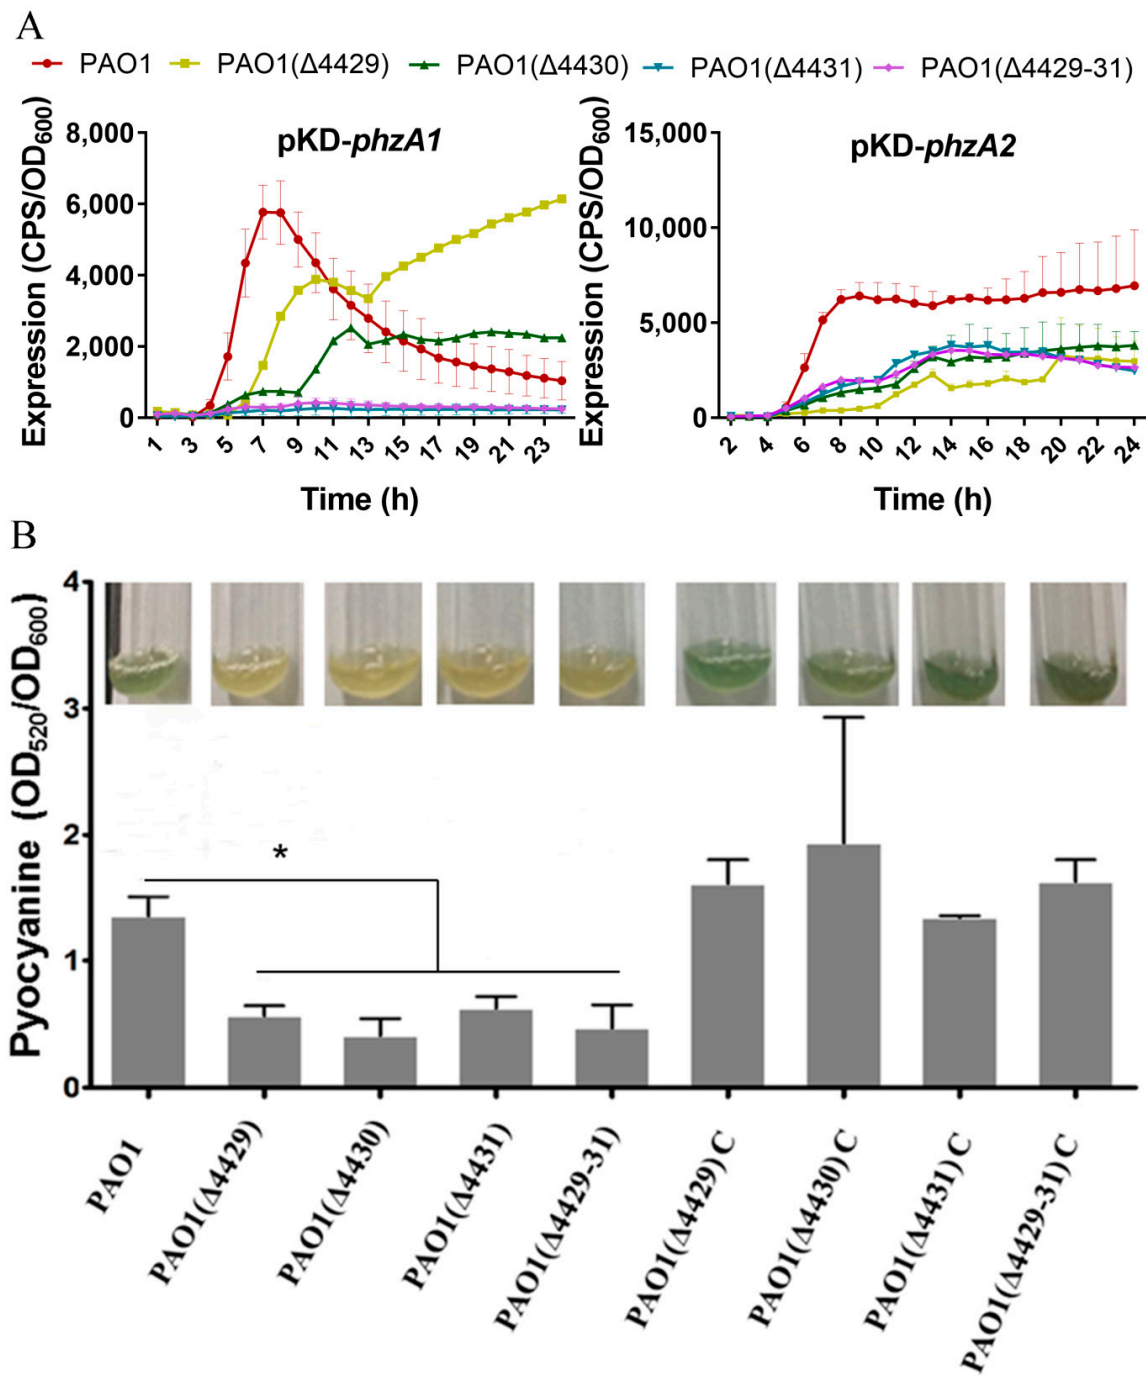 A
PAO1 PAO1(Δ4429) PAO1(Δ4430) PAO1(Δ4431) PAO1(Δ4429-31)
pKD-phzA1
Expression (CPS/OD600)
8,000
6,000
4,000
2,000
0
1 3 5 7 9 11 13 15 17 19 21 23
Time (h)
pKD-phzA2
Expression (CPS/OD600)
15,000
10,000
5,000
0
2 4 6 8 10 12 14 16 18 20 22 24
Time (h)
B
Pyocyanine (OD520/OD600)
4
3
2
1
0
*
PAO1
PAO1(Δ4429)
PAO1(Δ4430)
PAO1(Δ4431)
PAO1(Δ4429-31)
PAO1(Δ4429)C
PAO1(Δ4430)C
PAO1(Δ4431)C
PAO1(Δ4429-31)C